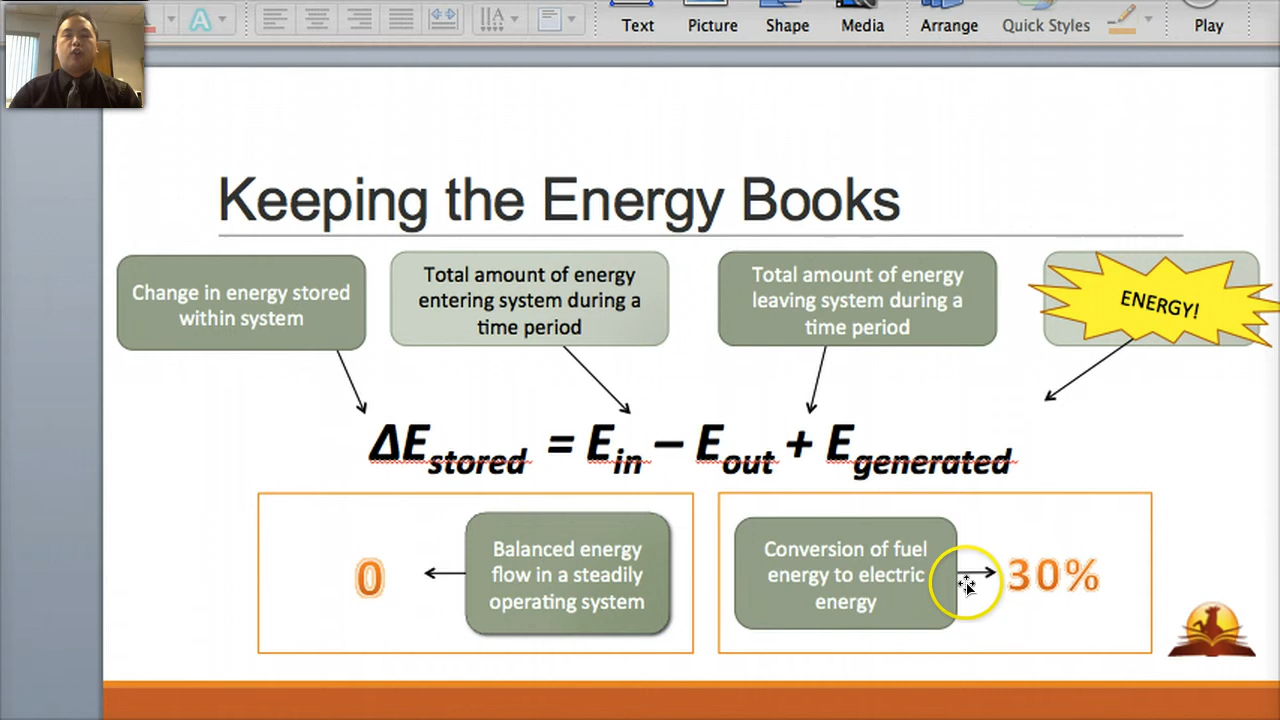 Text
Picture
Shape
Media
Arrange
Quick Styles
Play
Keeping the Energy Books
Change in energy stored
within system
Total amount of energy
entering system during a
time period
Total amount of energy
leaving system during a
time period
ENERGY!
ΔEstored = Ein – Eout + Egenerated
0
Balanced energy
flow in a steadily
operating system
Conversion of fuel
energy to electric
energy
30%